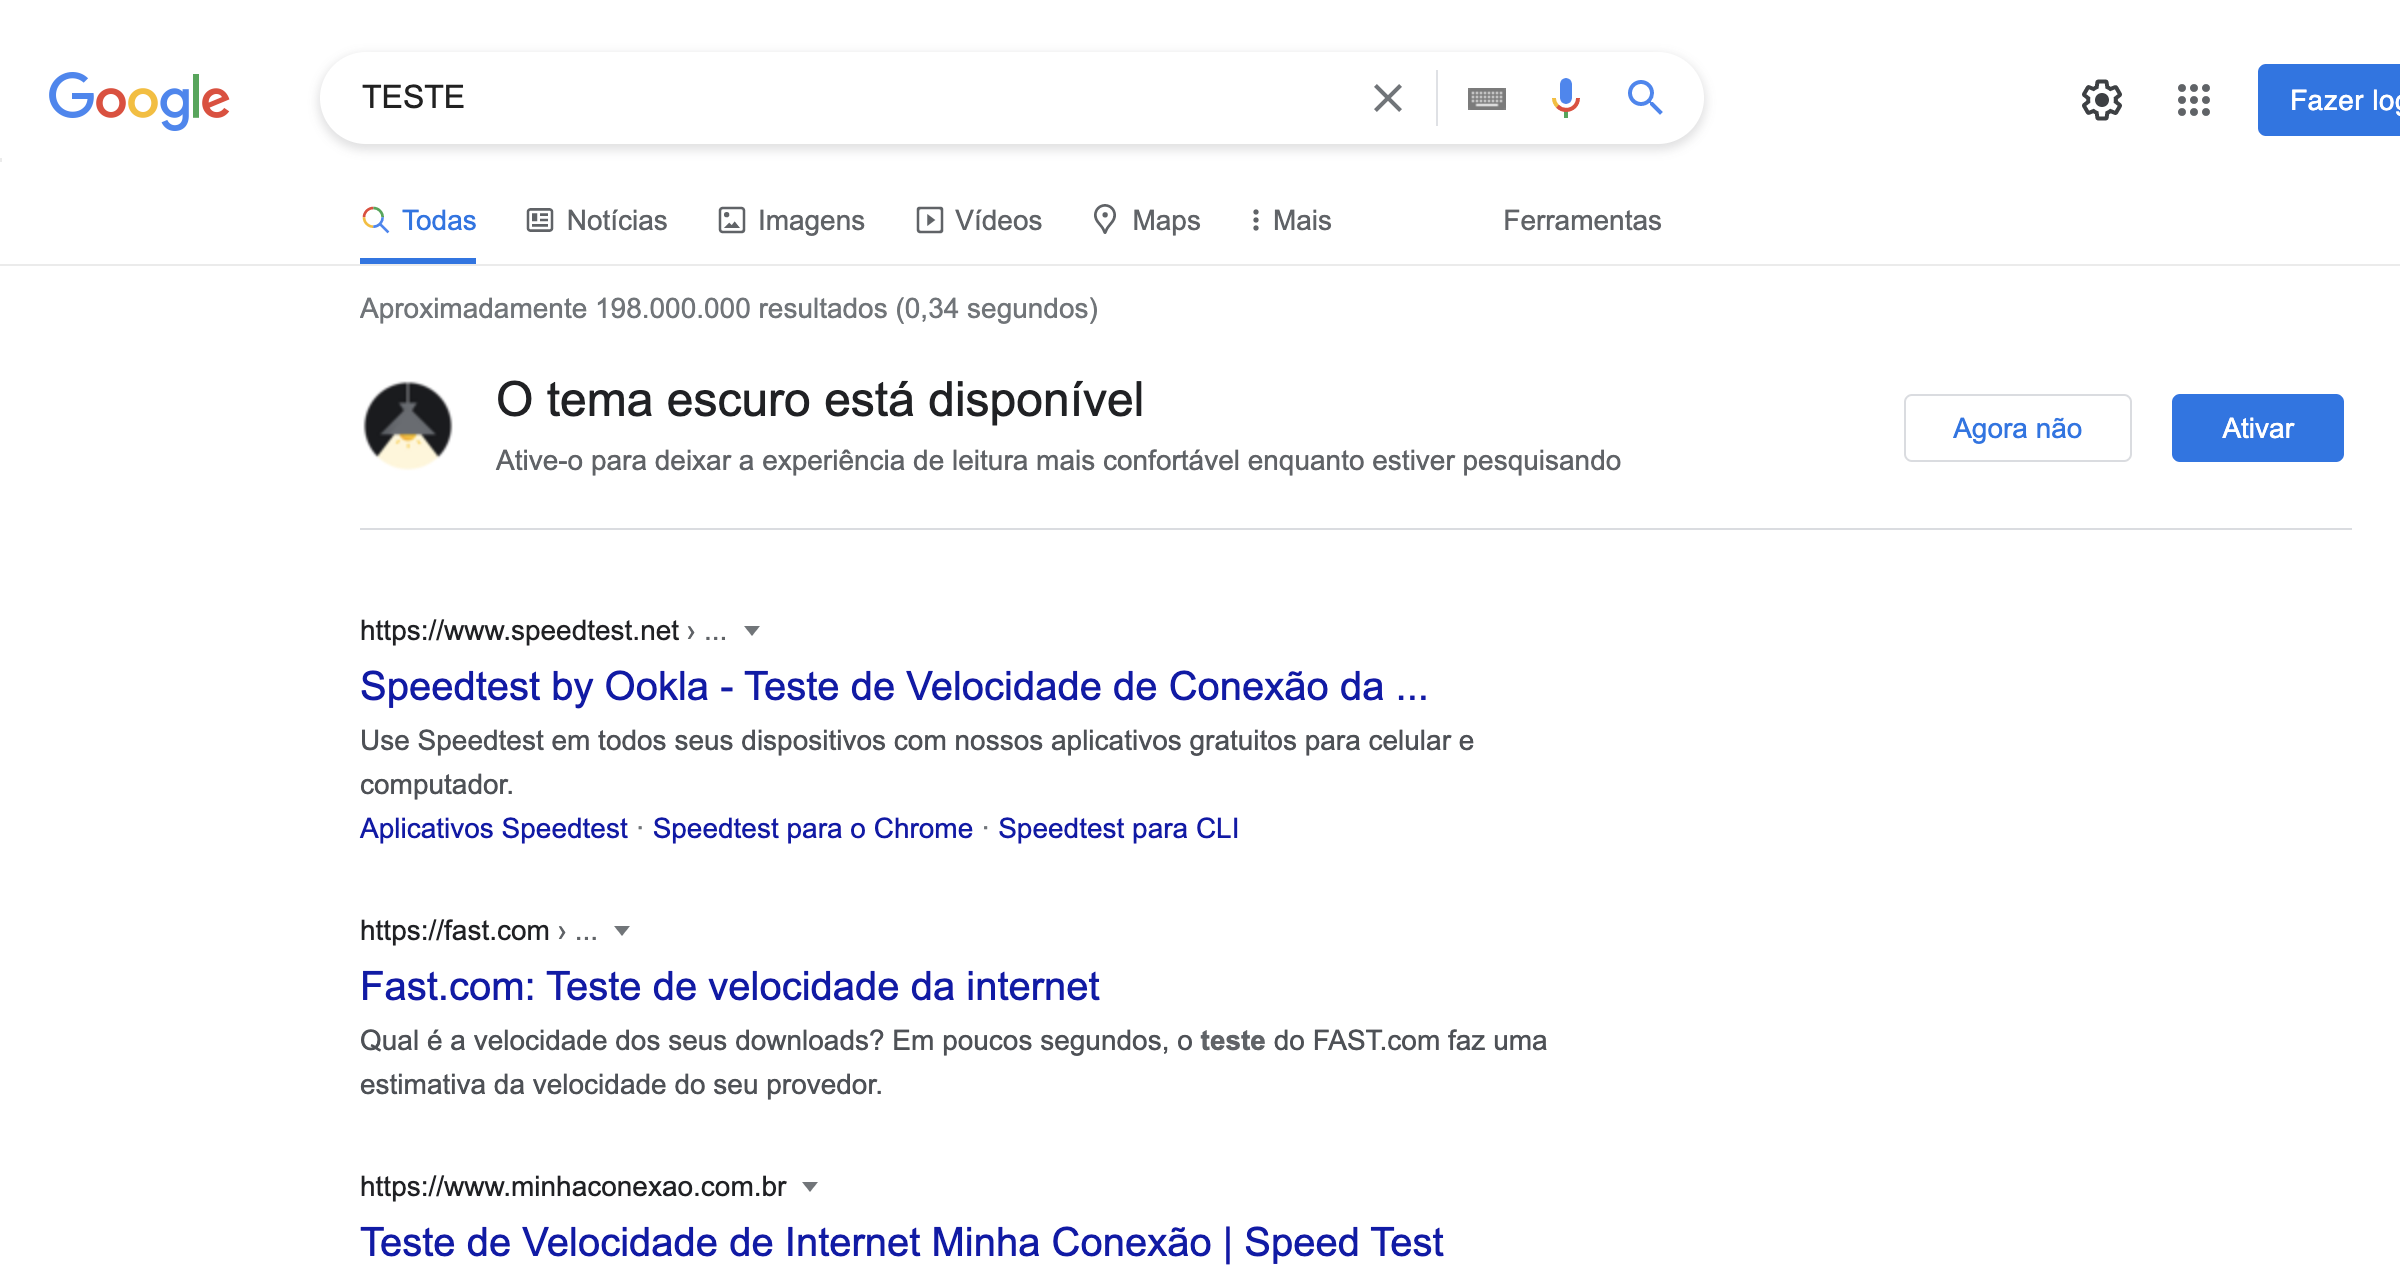 Google
TESTE
Fazer log
Todas
Notícias
Imagens
Vídeos
Maps
Mais
Ferramentas
Aproximadamente 198.000.000 resultados (0,34 segundos)
O tema escuro está disponível
Ative-o para deixar a experiência de leitura mais confortável enquanto estiver pesquisando
Agora não
Ativar
https://www.speedtest.net › ...
Speedtest by Ookla - Teste de Velocidade de Conexão da ...
Use Speedtest em todos seus dispositivos com nossos aplicativos gratuitos para celular e
computador.
Aplicativos Speedtest · Speedtest para o Chrome · Speedtest para CLI
https://fast.com › ...
Fast.com: Teste de velocidade da internet
Qual é a velocidade dos seus downloads? Em poucos segundos, o teste do FAST.com faz uma
estimativa da velocidade do seu provedor.
https://www.minhaconexao.com.br
Teste de Velocidade de Internet Minha Conexão | Speed Test